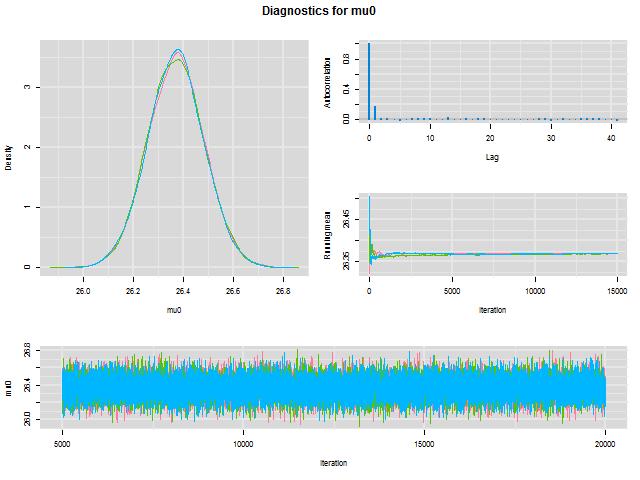 Diagnostics for mu0
Density
0 1 2 3
26.0 26.2 26.4 26.6 26.8
mu0
Autocorrelation
0.0 0.4 0.8
0 10 20 30 40
Lag
Running mean
26.35 26.45
0 5000 10000 15000
Iteration
mu0
26.0 26.4 26.8
5000 10000 15000 20000
Iteration